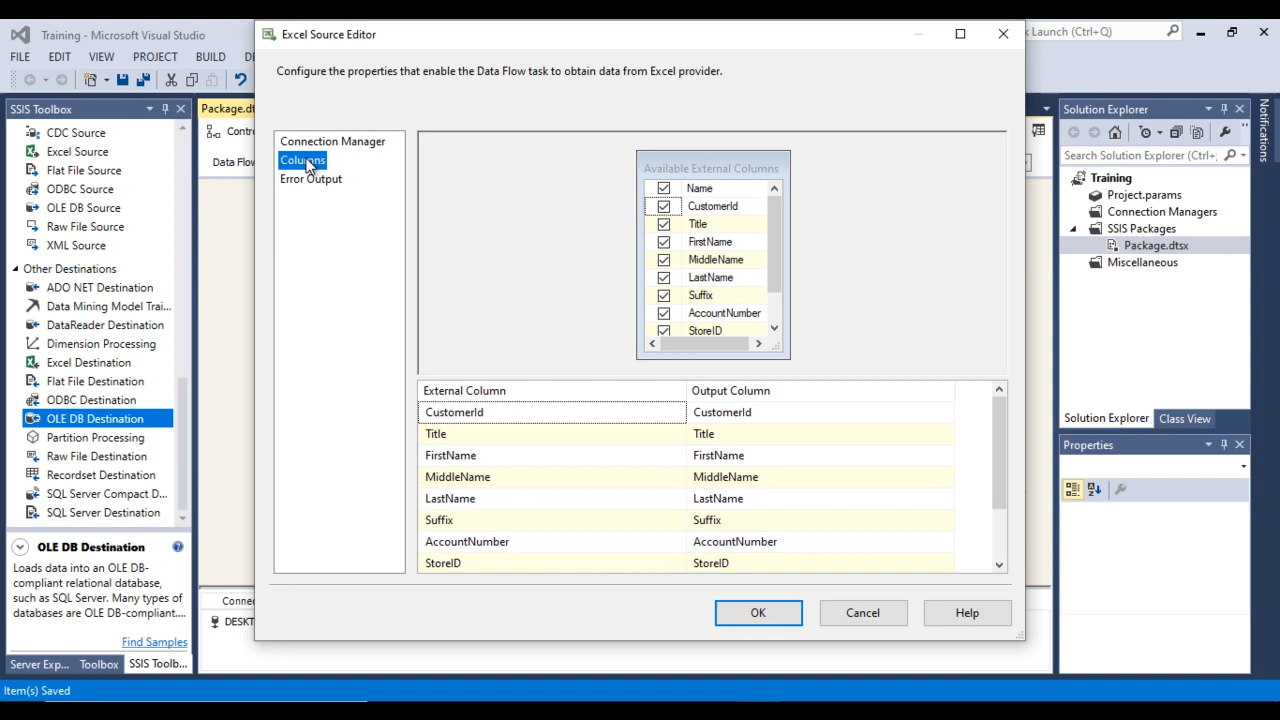 Training - Microsoft Visual Studio
Launch (Ctrl+Q)
FILE EDIT VIEW PROJECT BUILD
SSIS Toolbox
CDC Source
Excel Source
Flat File Source
ODBC Source
OLE DB Source
Raw File Source
XML Source
Other Destinations
ADO NET Destination
Data Mining Model Trai...
DataReader Destination
Dimension Processing
Excel Destination
Flat File Destination
ODBC Destination
OLE DB Destination
Partition Processing
Raw File Destination
Recordset Destination
SQL Server Compact D...
SQL Server Destination
OLE DB Destination
Loads data into an OLE DB-
compliant relational database,
such as SQL Server. Many types of
databases are OLE DB-compliant....
Find Samples
Server Exp... Toolbox SSIS Toolb...
Item(s) Saved
Package.dt
Contr
Data Flow
Conne
DESKT
Excel Source Editor
Configure the properties that enable the Data Flow task to obtain data from Excel provider.
Connection Manager
Columns
Error Output
Available External Columns
Name
CustomerId
Title
FirstName
MiddleName
LastName
Suffix
AccountNumber
StoreID
External Column Output Column
CustomerId CustomerId
Title Title
FirstName FirstName
MiddleName MiddleName
LastName LastName
Suffix Suffix
AccountNumber AccountNumber
StoreID StoreID
OK Cancel Help
Solution Explorer
Search Solution Explorer (Ctrl+;
Training
Project.params
Connection Managers
SSIS Packages
Package.dtsx
Miscellaneous
Solution Explorer Class View
Properties
Notifications